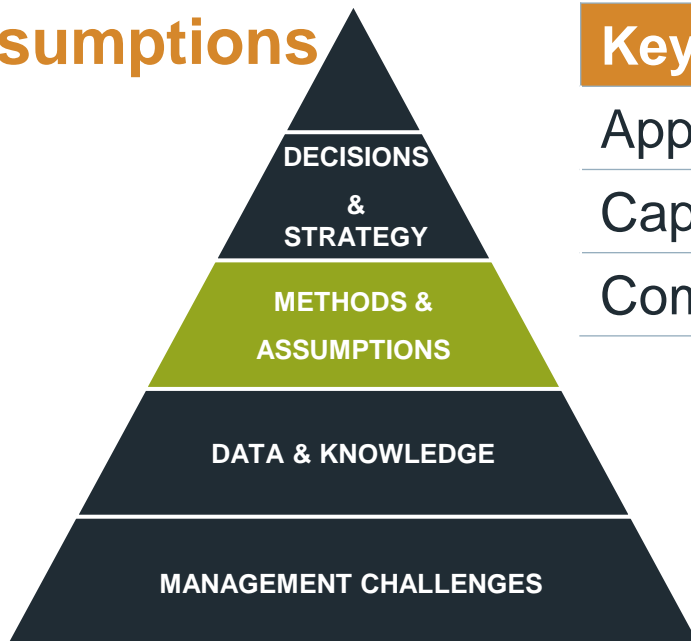 sumptions
Key
DECISIONS
&
STRATEGY
App
Cap
METHODS &
Com
ASSUMPTIONS
DATA & KNOWLEDGE
MANAGEMENT CHALLENGES